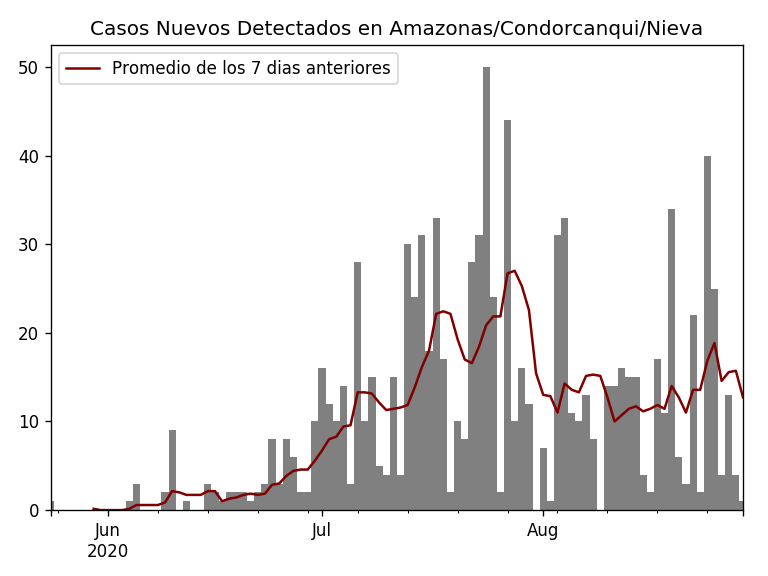 Casos Nuevos Detectados en Amazonas/Condorcanqui/Nieva
Promedio de los 7 dias anteriores
50
40
30
20
10
0
Jun
2020
Jul
Aug